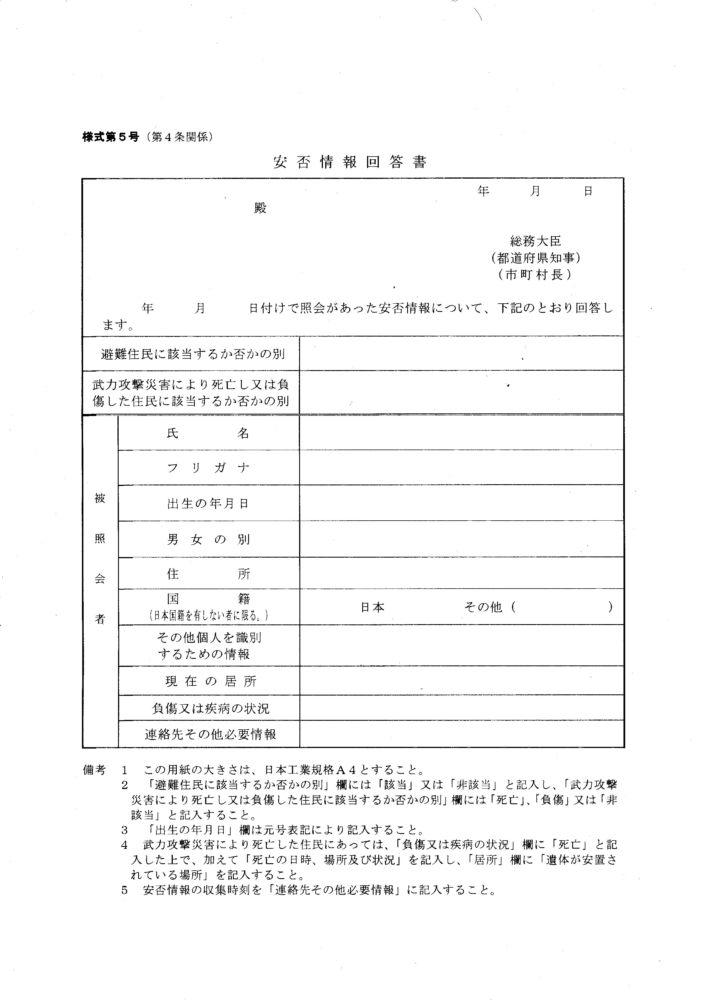 様式第５号（第４条関係）
安否情報回答書
年　月　日
殿
総務大臣
（都道府県知事）
（市町村長）
年　月　日付けで照会があった安否情報について、下記のとおり回答し
ます。
避難住民に該当するか否かの別
武力攻撃災害により死亡し又は負
傷した住民に該当するか否かの別
被照会者
氏名
フリガナ
出生の年月日
男女の別
住所
国籍
（日本国籍を有しない者に限る。）
日本　その他（　）
その他個人を識別
するための情報
現在の居所
負傷又は疾病の状況
連絡先その他必要情報
備考　１　この用紙の大きさは、日本工業規格Ａ４とすること。
２　「避難住民に該当するか否かの別」欄には「該当」又は「非該当」と記入し、「武力攻撃
災害により死亡し又は負傷した住民に該当するか否かの別」欄には「死亡」、「負傷」又は「非
該当」と記入すること。
３　「出生の年月日」欄は元号表記により記入すること。
４　武力攻撃災害により死亡した住民にあっては、「負傷又は疾病の状況」欄に「死亡」と記
入した上で、加えて「死亡の日時、場所及び状況」を記入し、「居所」欄に「遺体が安置さ
れている場所」を記入すること。
５　安否情報の収集時刻を「連絡先その他必要情報」に記入すること。